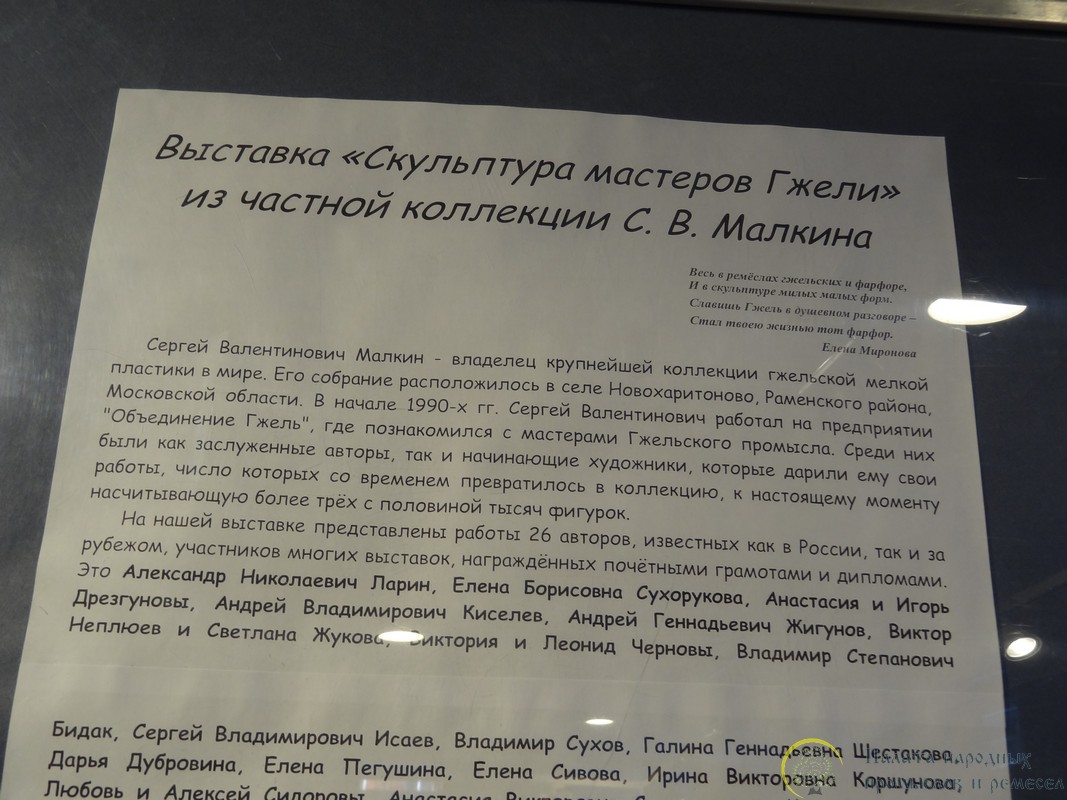 Выставка «Скульптура мастеров Гжели»
из частной коллекции С. В. Малкина
Весь в ремёслах гжельских и фарфоре,
И в скульптуре милых малых форм.
Славишь Гжель в душевном разговоре –
Стал твоею жизнью тот фарфор.
Елена Миронова
Сергей Валентинович Малкин - владелец крупнейшей коллекции гжельской мелкой
пластики в мире. Его собрание расположилось в селе Новохаритоново, Раменского района,
Московской области. В начале 1990-х гг. Сергей Валентинович работал на предприятии
"Объединение Гжель", где познакомился с мастерами Гжельского промысла. Среди них
были как заслуженные авторы, так и начинающие художники, которые дарили ему свои
работы, число которых со временем превратилось в коллекцию, к настоящему моменту
насчитывающую более трёх с половиной тысяч фигурок.
На нашей выставке представлены работы 26 авторов, известных как в России, так и за
рубежом, участников многих выставок, награждённых почётными грамотами и дипломами.
Это Александр Николаевич Ларин, Елена Борисовна Сухорукова, Анастасия и Игорь
Дрезгуновы, Андрей Владимирович Киселев, Андрей Геннадьевич Жигунов, Виктор
Неплюев и Светлана Жукова, Виктория и Леонид Черновы, Владимир Степанович
Бидак, Сергей Владимирович Исаев, Владимир Сухов, Галина Геннадьевна Шестакова,
Дарья Дубровина, Елена Пегушина, Елена Сивова, Ирина Викторовна Коршунова,
Любовь и Алексей Сидоровы, Анастасия
Палата народных
и ремесел